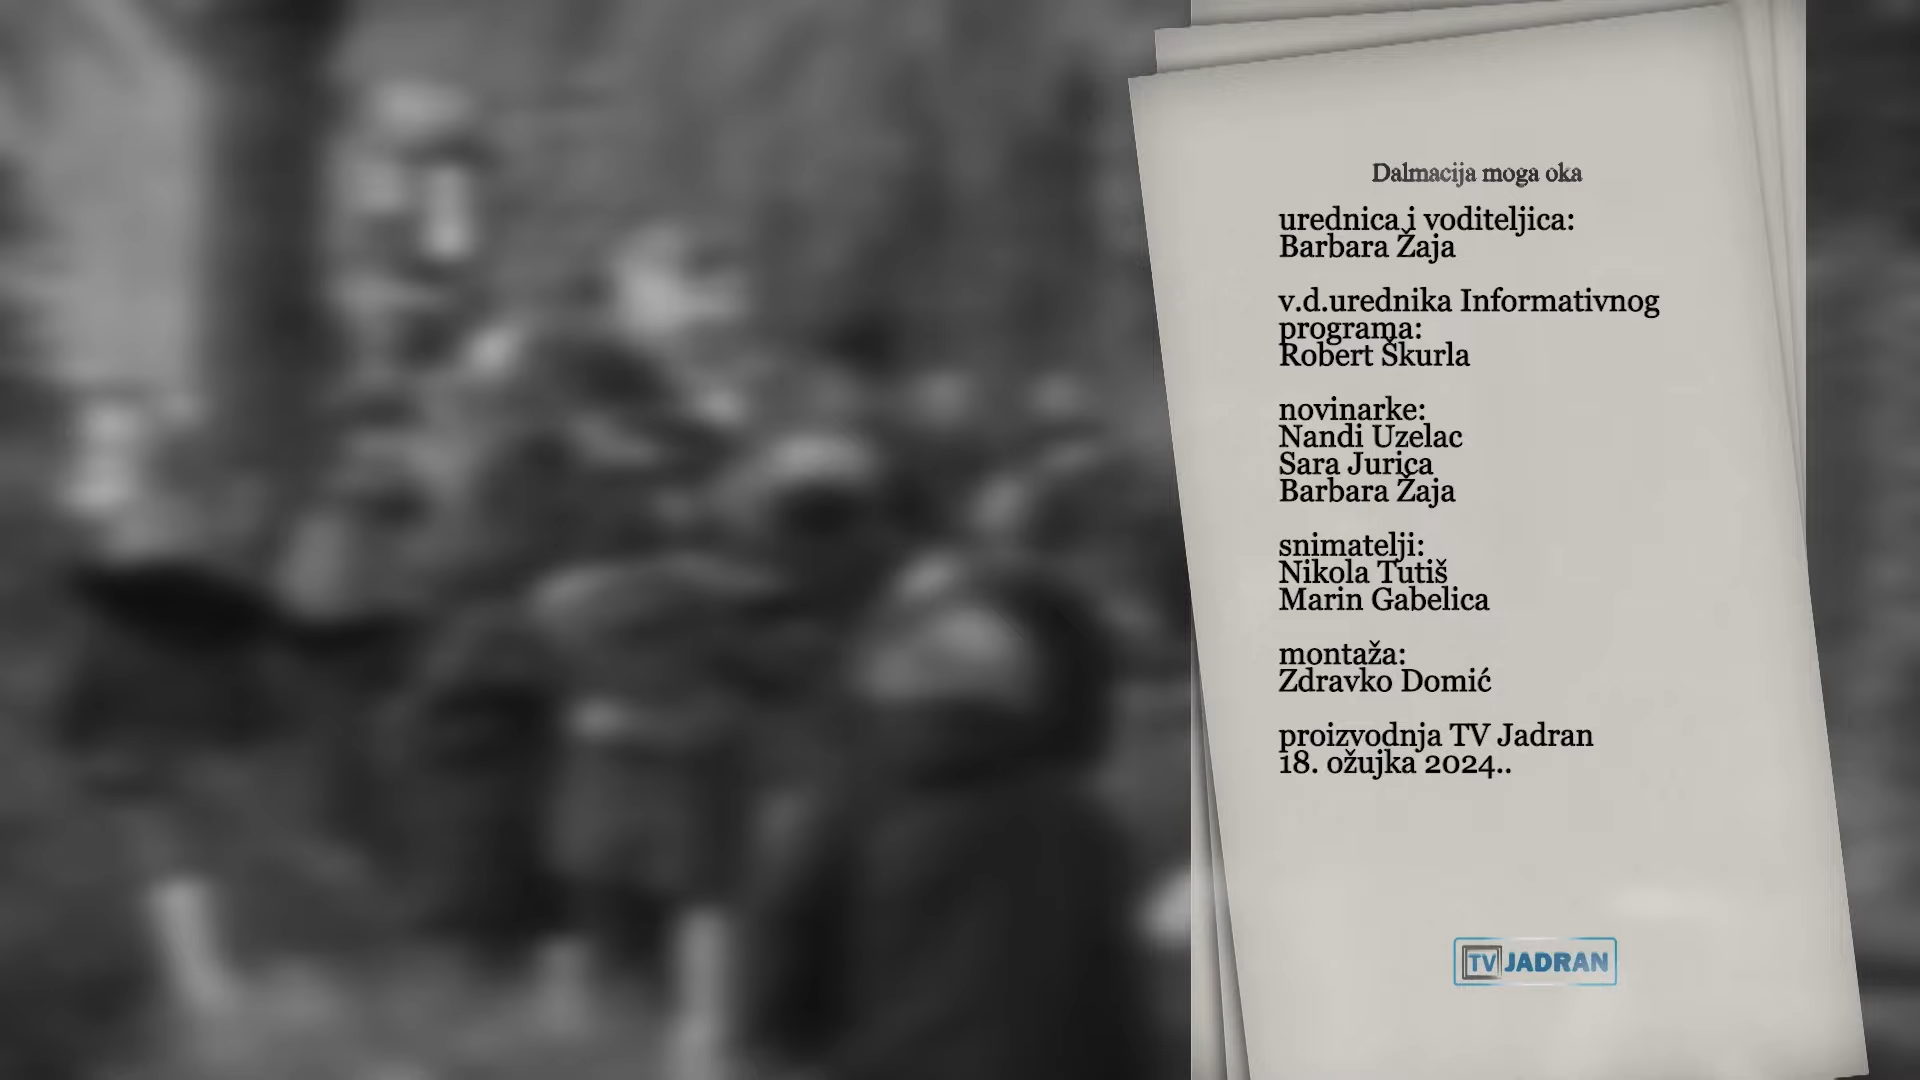 Dalmacija moga oka
urednica i voditeljica:
Barbara Žaja
v.d.urednika Informativnog
programa:
Robert Škurla
novinarke:
Nandi Uzelac
Sara Jurica
Barbara Žaja
snimatelji:
Nikola Tutiš
Marin Gabelica
montaža:
Zdravko Domić
proizvodnja TV Jadran
18. ožujka 2024..
TV JADRAN